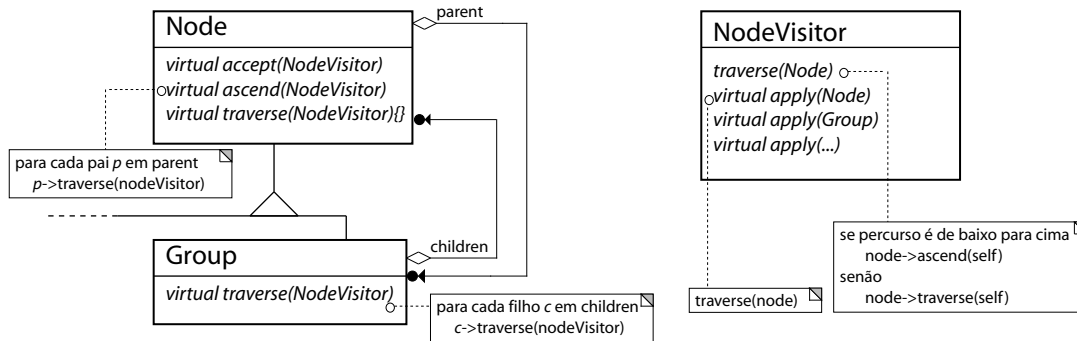 parent
Node
virtual accept(NodeVisitor)
virtual ascend(NodeVisitor)
virtual traverse(NodeVisitor){}
para cada pai p em parent
p->traverse(nodeVisitor)
children
Group
virtual traverse(NodeVisitor)
para cada filho c em children
c->traverse(nodeVisitor)
NodeVisitor
traverse(Node)
virtual apply(Node)
virtual apply(Group)
virtual apply(...)
traverse(node)
se percurso é de baixo para cima
node->ascend(self)
senão
node->traverse(self)